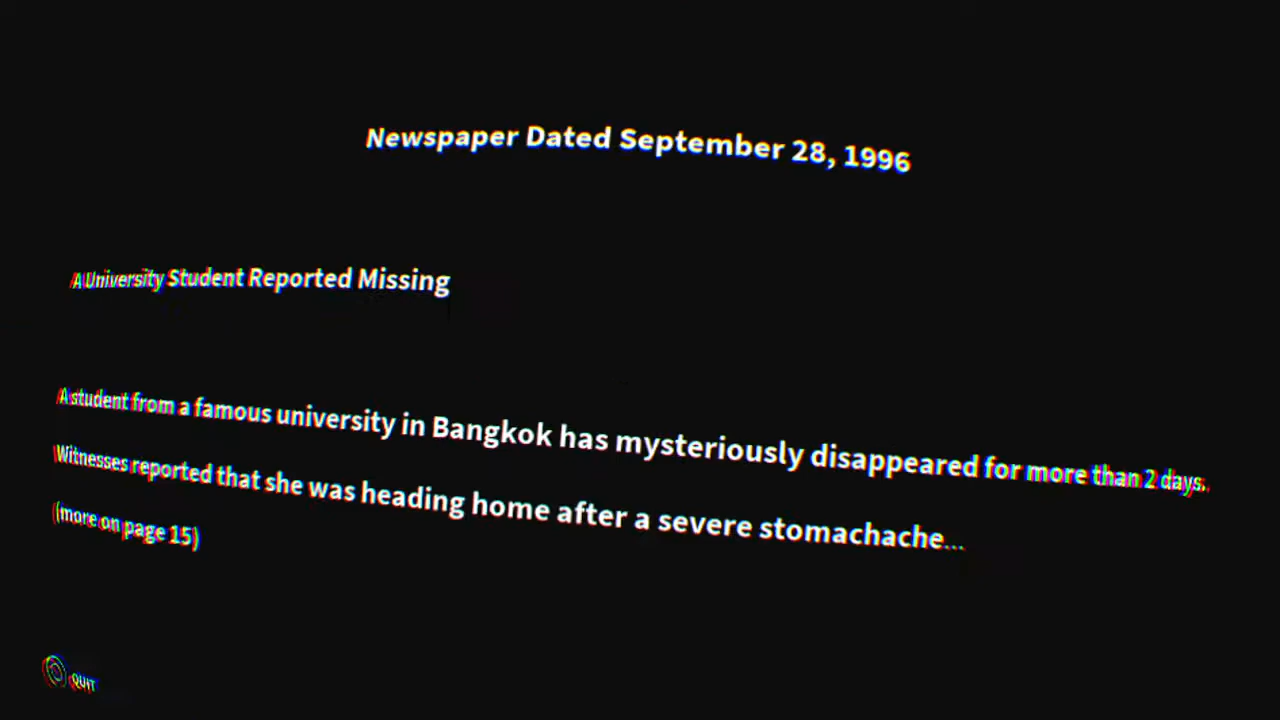 Newspaper Dated September 28, 1996
A University Student Reported Missing
A student from a famous university in Bangkok has mysteriously disappeared for more than 2 days.
Witnesses reported that she was heading home after a severe stomachache...
(more on page 15)
QUIT